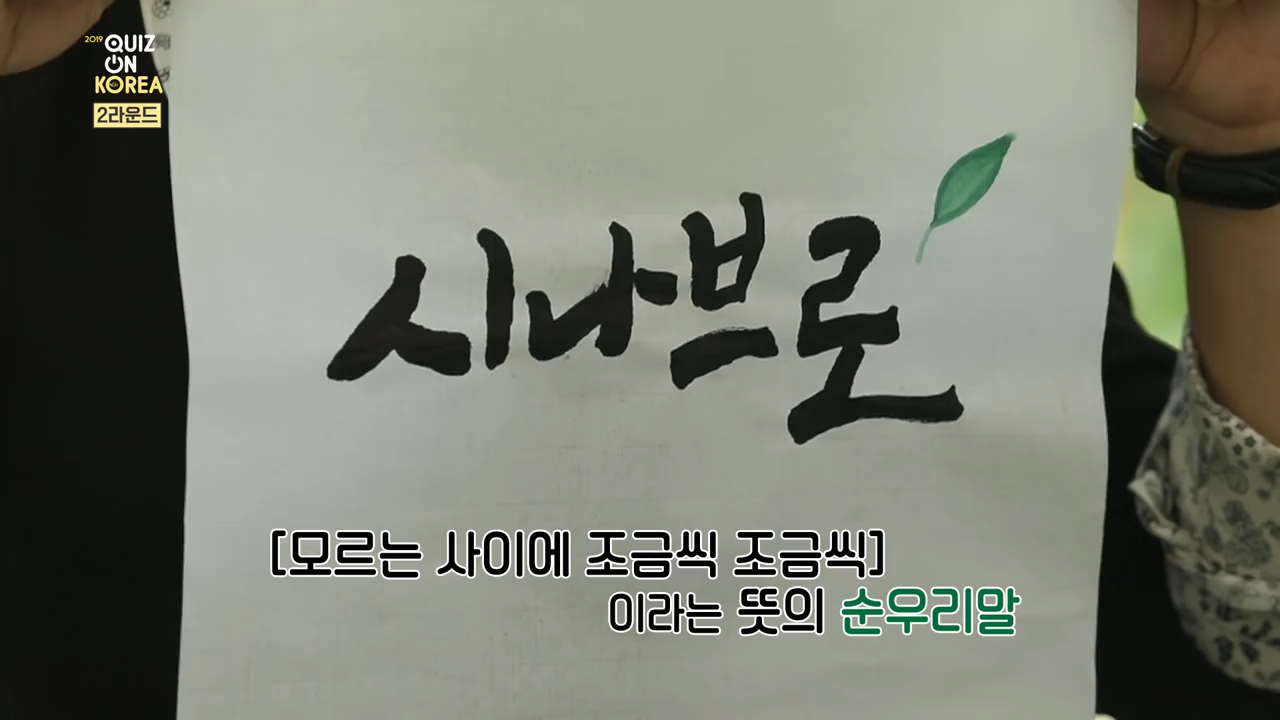 2019 QUIZ
ON
KOREA
2라운드
시나브로
[모르는 사이에 조금씩 조금씩]
이라는 뜻의 순우리말